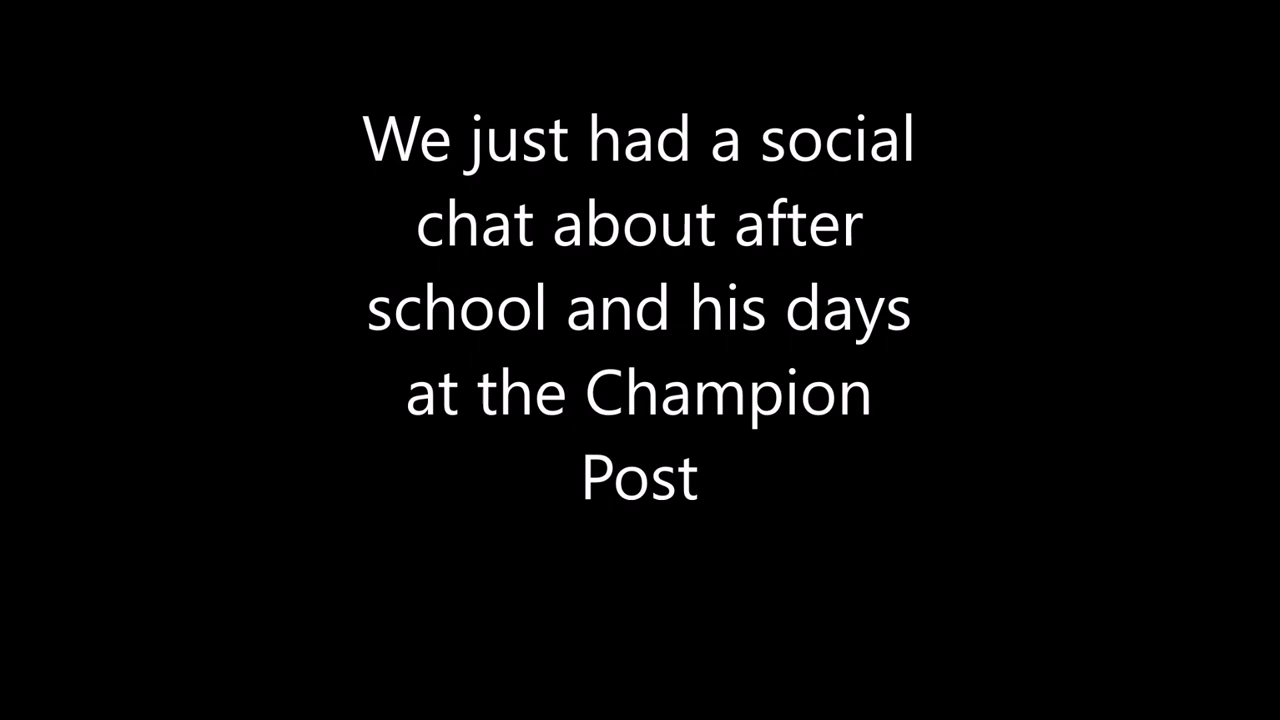 We just had a social
chat about after
school and his days
at the Champion
Post